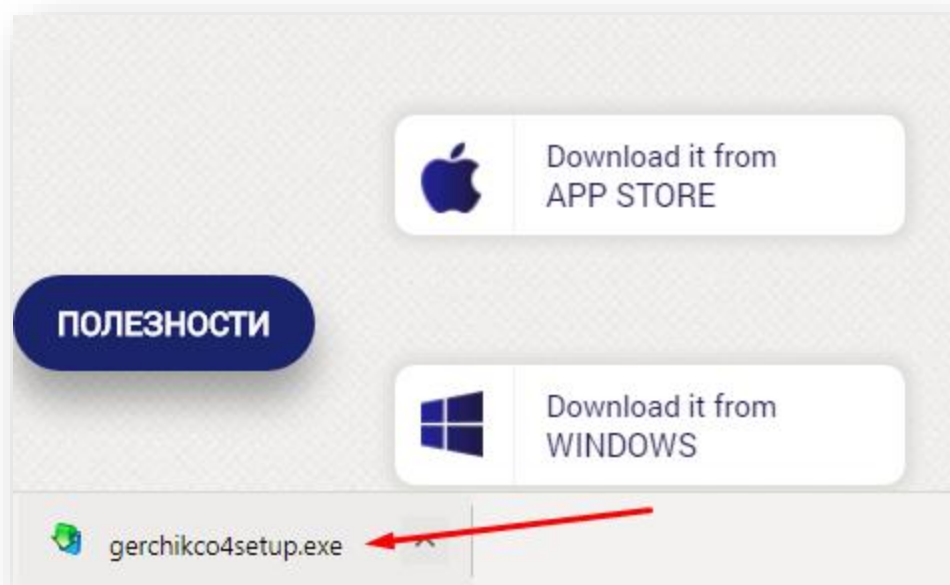 Download it from
APP STORE
ПОЛЕЗНОСТИ
Download it from
WINDOWS
gerchikco4setup.exe